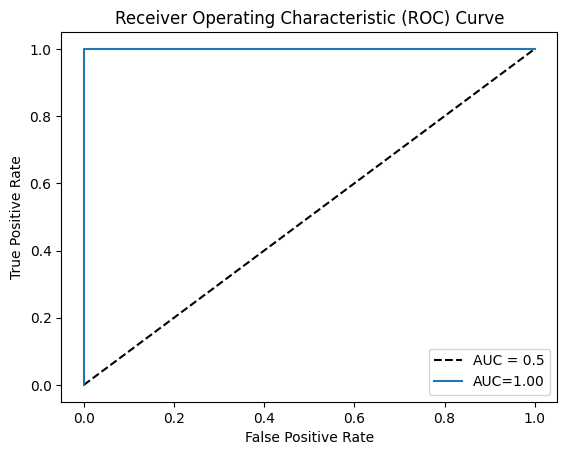 Receiver Operating Characteristic (ROC) Curve
1.0
0.8
0.6
0.4
0.2
0.0
True Positive Rate
AUC = 0.5
AUC=1.00
0.0 0.2 0.4 0.6 0.8 1.0
False Positive Rate